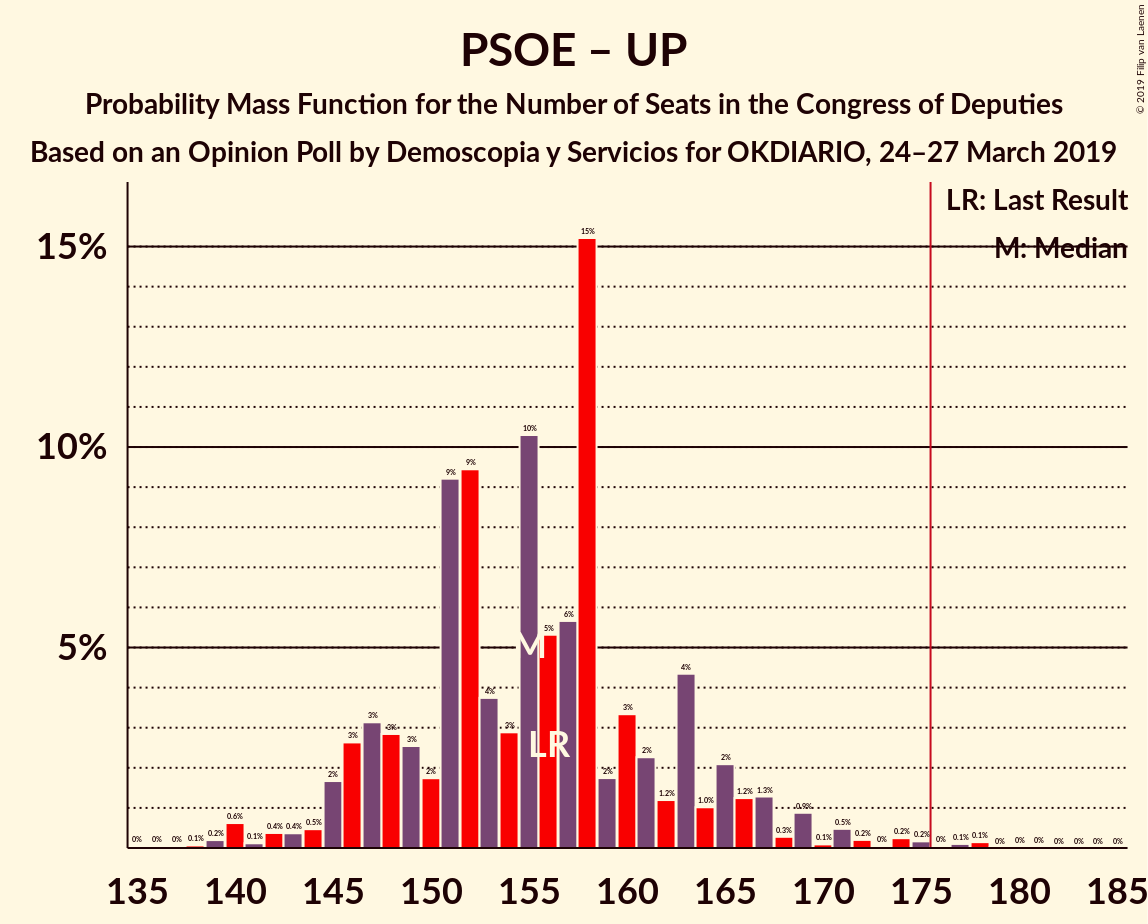 PSOE – UP
Probability Mass Function for the Number of Seats in the Congress of Deputies
Based on an Opinion Poll by Demoscopia y Servicios for OKDIARIO, 24–27 March 2019
© 2019 Filip van Laenen
LR: Last Result
M: Median
15%
10%
5%
0% 0% 0% 0.1% 0.2% 0.6% 0.1% 0.4% 0.4% 0.5% 2% 3% 3% 3% 3% 2% 9% 9% 4% 3% 10% 5% 6% 15% 2% 3% 2% 1.2% 4% 1.0% 2% 1.2% 1.3% 0.3% 0.9% 0.1% 0.5% 0.2% 0% 0.2% 0.2% 0% 0.1% 0.1% 0% 0% 0% 0% 0% 0% 0%
M
LR
135 140 145 150 155 160 165 170 175 180 185